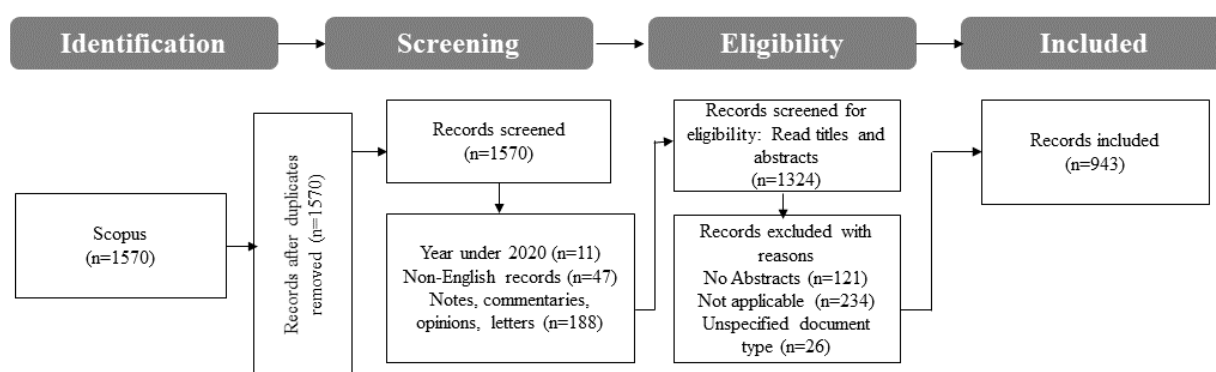 Identification
Screening
Eligibility
Included
Scopus
(n=1570)
Records after duplicates
removed (n=1570)
Records screened
(n=1570)
Year under 2020 (n=11)
Non-English records (n=47)
Notes, commentaries,
opinions, letters (n=188)
Records screened for
eligibility: Read titles and
abstracts
(n=1324)
Records excluded with
reasons
No Abstracts (n=121)
Not applicable (n=234)
Unspecified document
type (n=26)
Records included
(n=943)